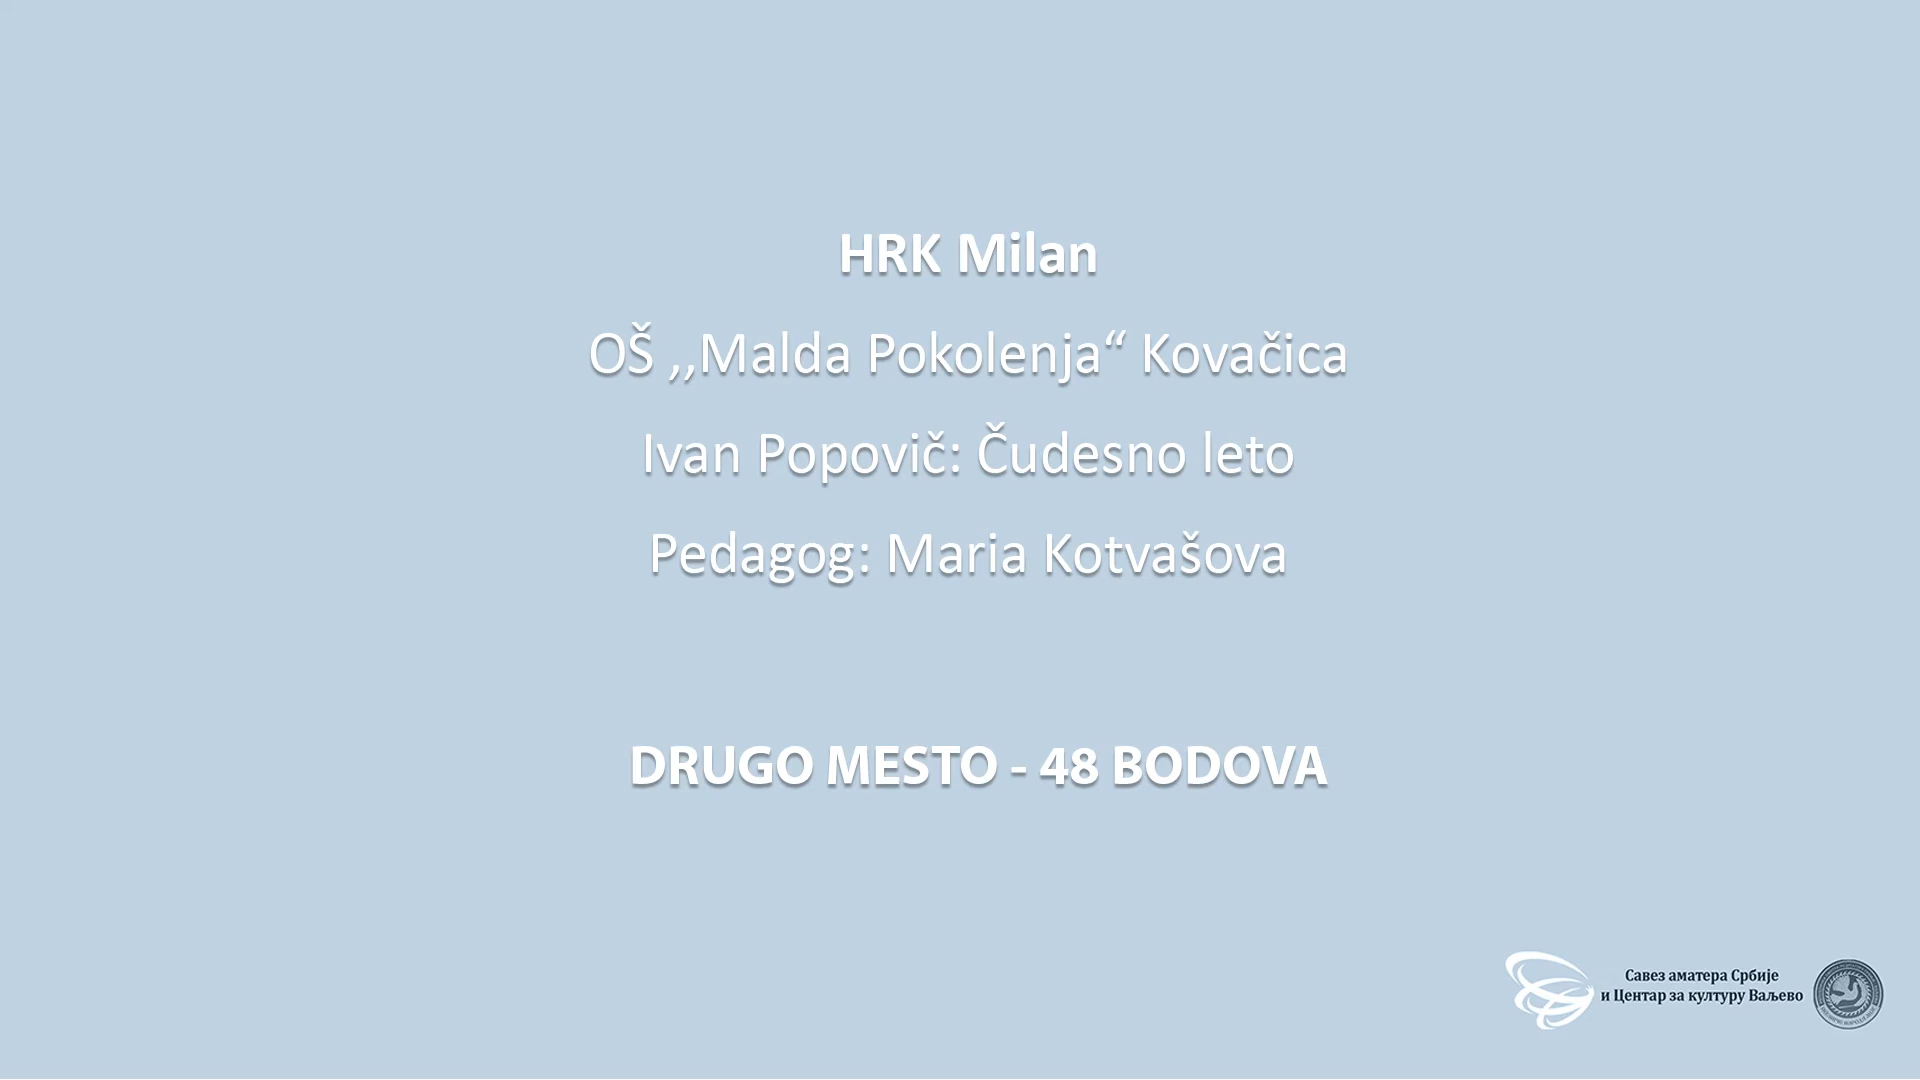 HRK Milan
OŠ ,,Malda Pokolenja“ Kovačica
Ivan Popovič: Čudesno leto
Pedagog: Maria Kotvašova
DRUGO MESTO - 48 BODOVA
Савез аматера Србије
и Центар за културу Ваљево